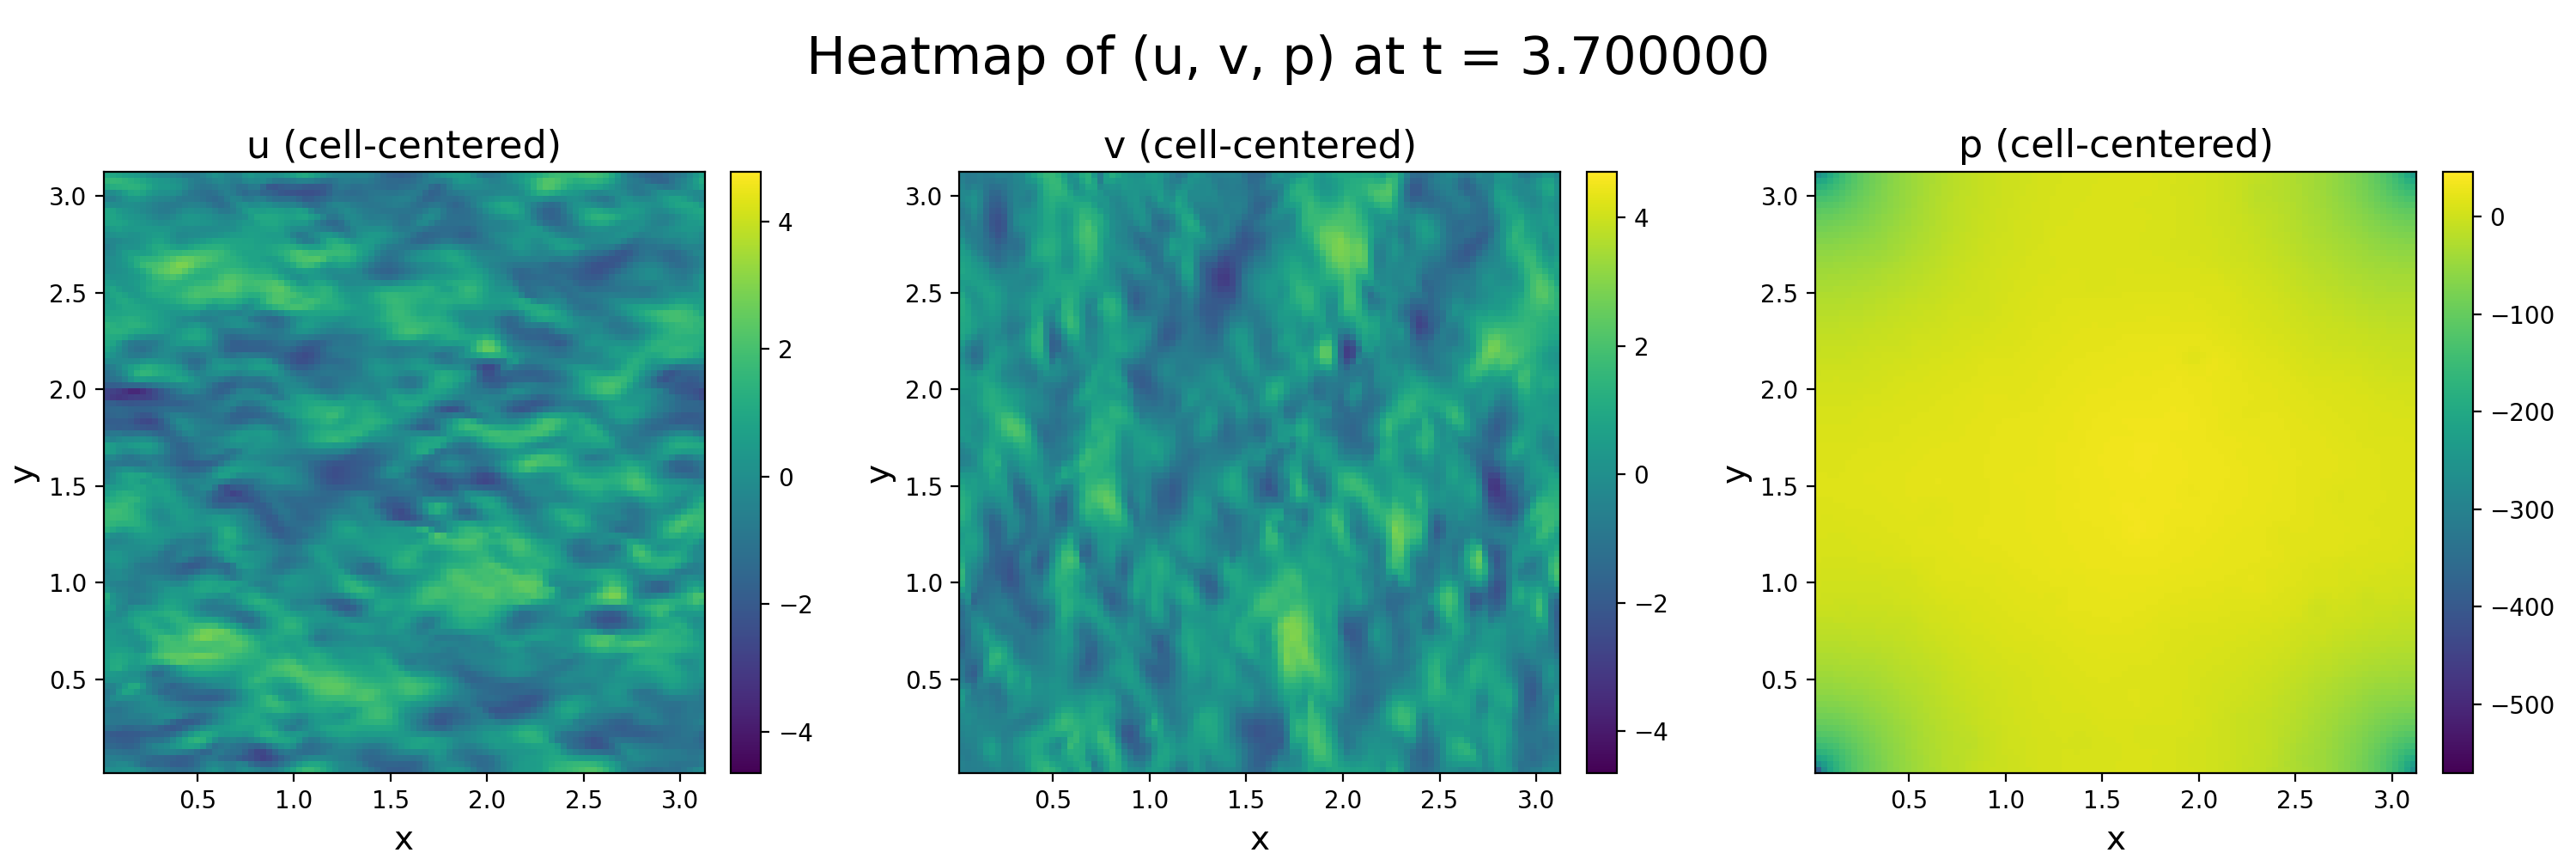 Heatmap of (u, v, p) at t = 3.700000
u (cell-centered)
3.0
2.5
2.0
1.5
1.0
0.5
y
0.5 1.0 1.5 2.0 2.5 3.0
x
4
2
0
−2
−4
v (cell-centered)
3.0
2.5
2.0
1.5
1.0
0.5
y
0.5 1.0 1.5 2.0 2.5 3.0
x
4
2
0
−2
−4
p (cell-centered)
3.0
2.5
2.0
1.5
1.0
0.5
y
0.5 1.0 1.5 2.0 2.5 3.0
x
0
−100
−200
−300
−400
−500